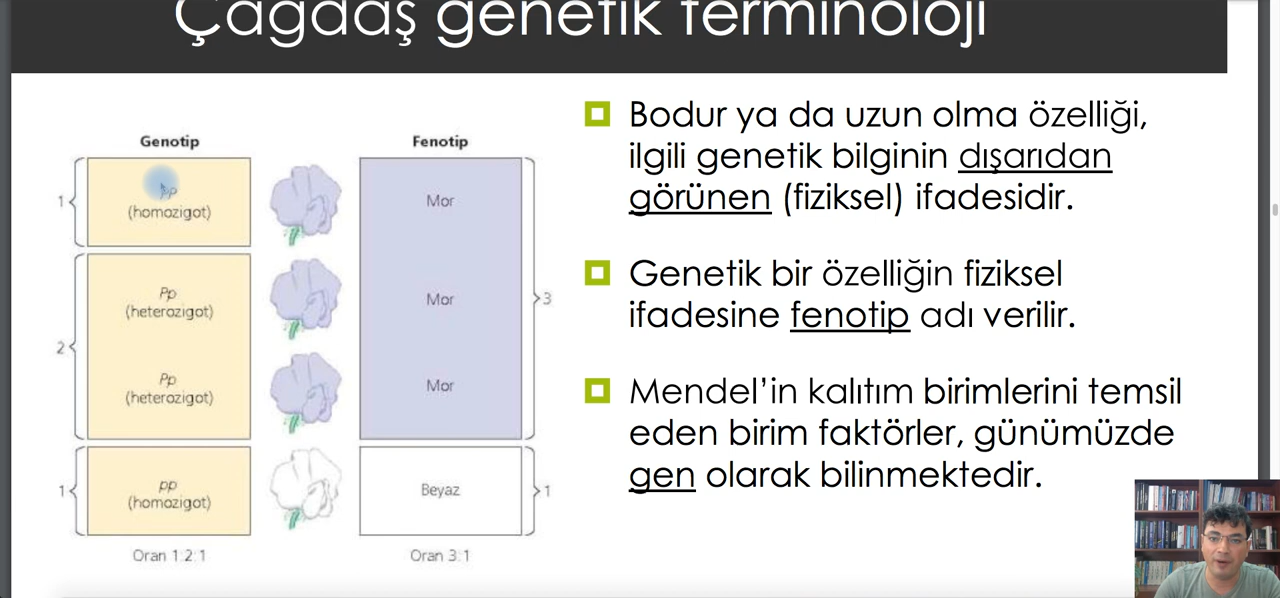 Çağdaş genetik terminoloji
Genotip
Fenotip
1
(homozigot)
Mor
2
Pp
(heterozigot)
Mor
3
Pp
(heterozigot)
Mor
1
pp
(homozigot)
Beyaz
1
Oran 1:2:1
Oran 3:1
Bodur ya da uzun olma özelliği,
ilgili genetik bilginin dışarıdan
görünen (fiziksel) ifadesidir.
Genetik bir özelliğin fiziksel
ifadesine fenotip adı verilir.
Mendel’in kalıtım birimlerini temsil
eden birim faktörler, günümüzde
gen olarak bilinmektedir.